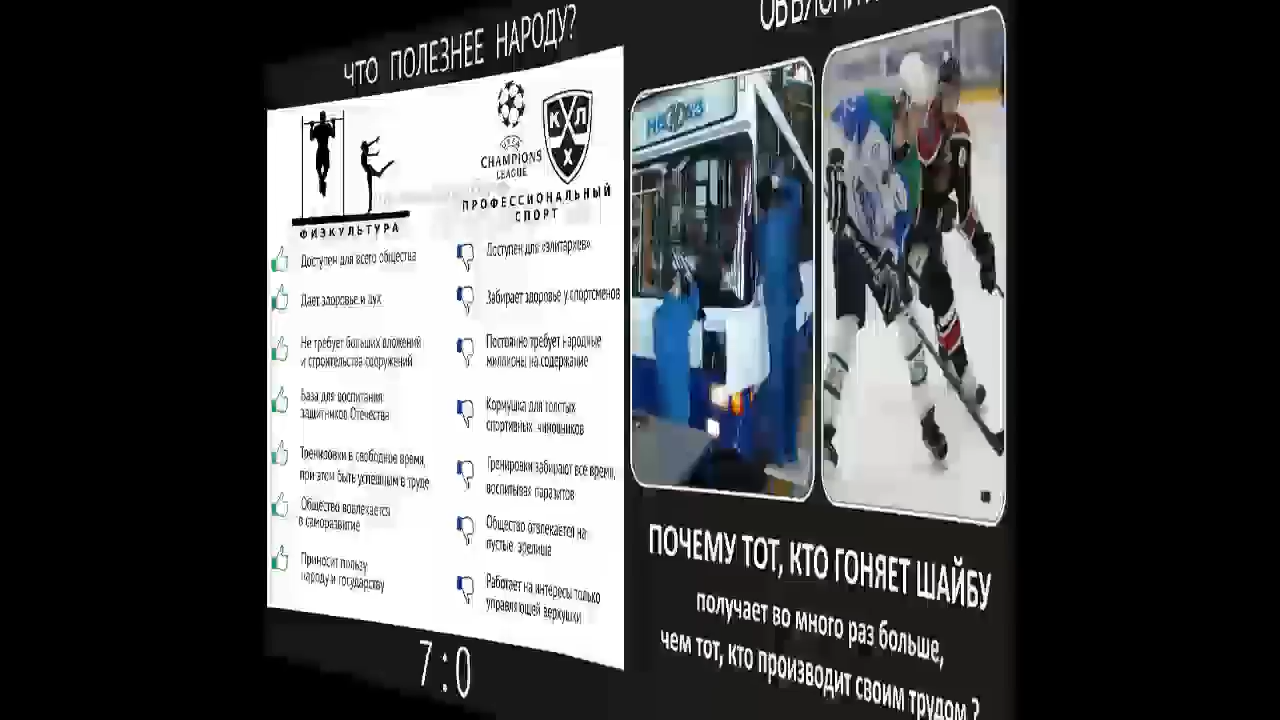 ЧТО ПОЛЕЗНЕЕ НАРОДУ?
CHAMPIONS
LEAGUE
КХЛ
ФИЗКУЛЬТУРА
ПРОФЕССИОНАЛЬНЫЙ
СПОРТ
Доступен для всего общества
Дает здоровье и дух
Не требует больших вложений
и строительства сооружений
База для воспитания
защитников Отечества
Тренировки в свободное время,
при этом быть успешным в труде
Общество вовлекается
в саморазвитие
Приносит пользу
народу и государству
Доступен для «элитариев»
Забирает здоровье у спортсменов
Постоянно требует народные
миллионы на содержание
Кормушка для толстых
спортивных чиновников
Тренировки забирают все время,
воспитывая паразитов
Общество отвлекается на
пустые зрелища
Работает на интересы только
управляющей верхушки
7:0
ПОЧЕМУ ТОТ, КТО ГОНЯЕТ ШАЙБУ
получает во много раз больше,
чем тот, кто производит своим трудом ?